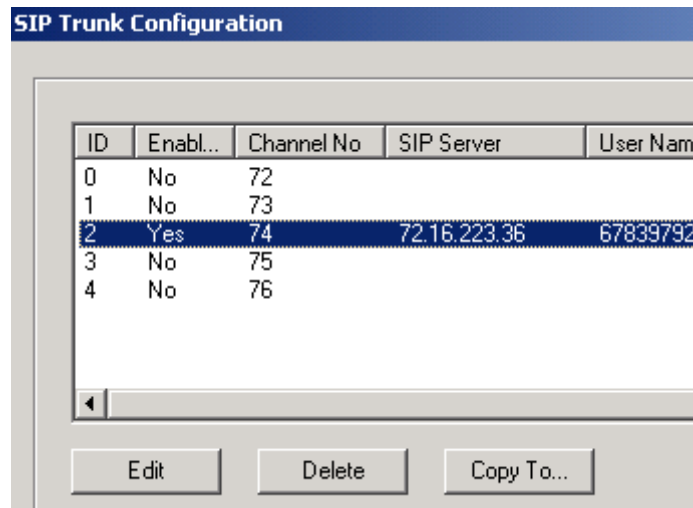 SIP Trunk Configuration
ID Enabl... Channel No SIP Server User Nam
0 No 72
1 No 73
2 Yes 74 72.16.223.36 67839792
3 No 75
4 No 76
Edit Delete Copy To...